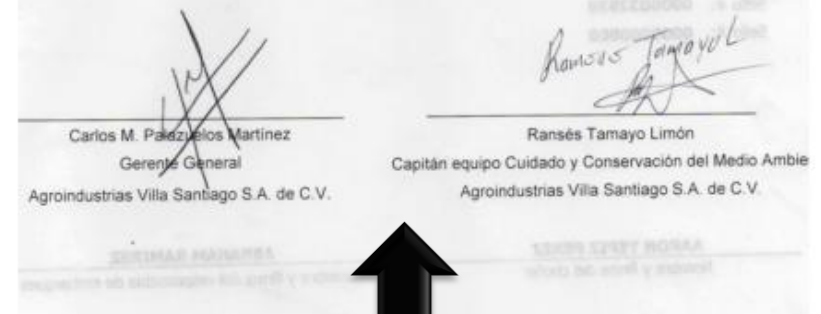 Ransés Tamayo L
Carlos M. Palazuelos Martínez
Gerente General
Agroindustrias Villa Santiago S.A. de C.V.
Ransés Tamayo Limón
Capitán equipo Cuidado y Conservación del Medio Ambie
Agroindustrias Villa Santiago S.A. de C.V.